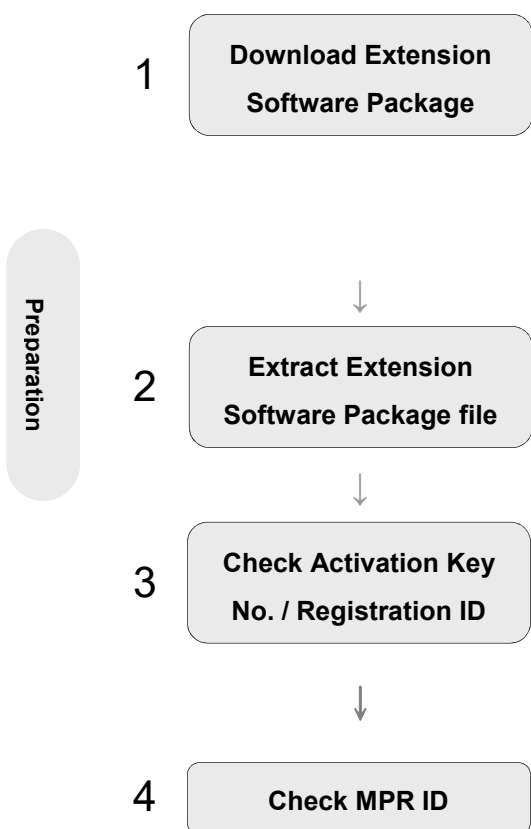 1
Download Extension
Software Package
↓
Preparation
2
Extract Extension
Software Package file
↓
3
Check Activation Key
No. / Registration ID
↓
4
Check MPR ID